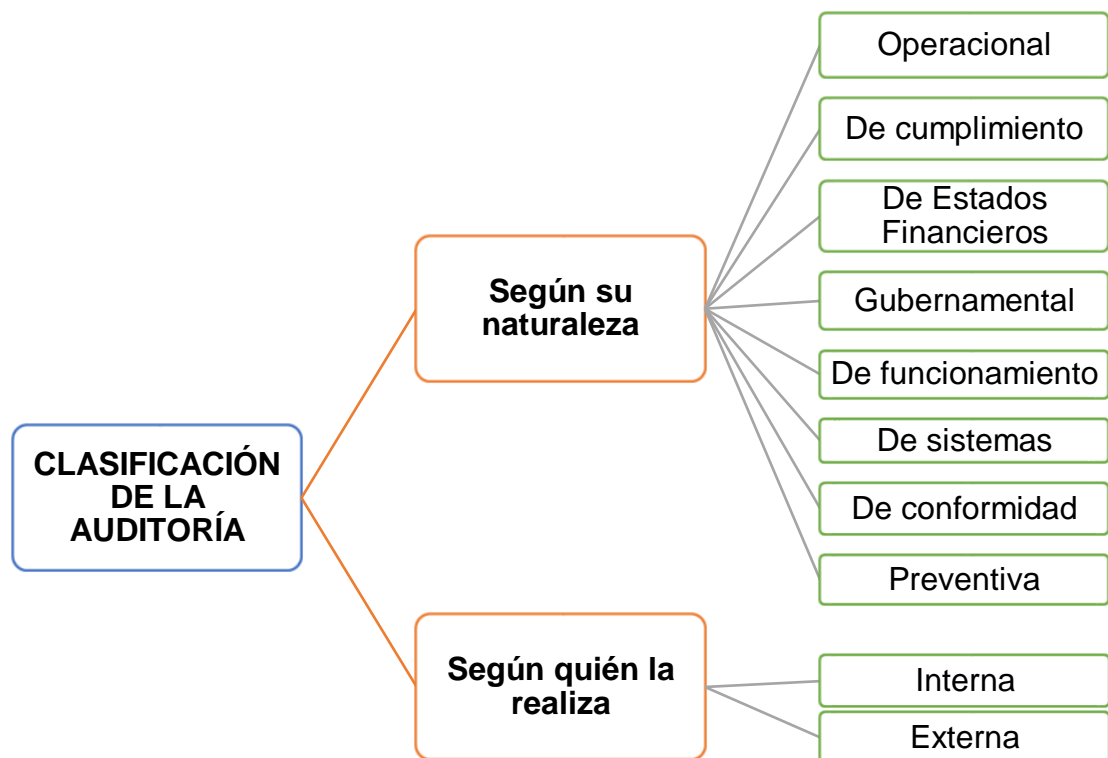 CLASIFICACIÓN
DE LA
AUDITORÍA
Según su
naturaleza
Operacional
De cumplimiento
De Estados
Financieros
Gubernamental
De funcionamiento
De sistemas
De conformidad
Preventiva
Según quién la
realiza
Interna
Externa